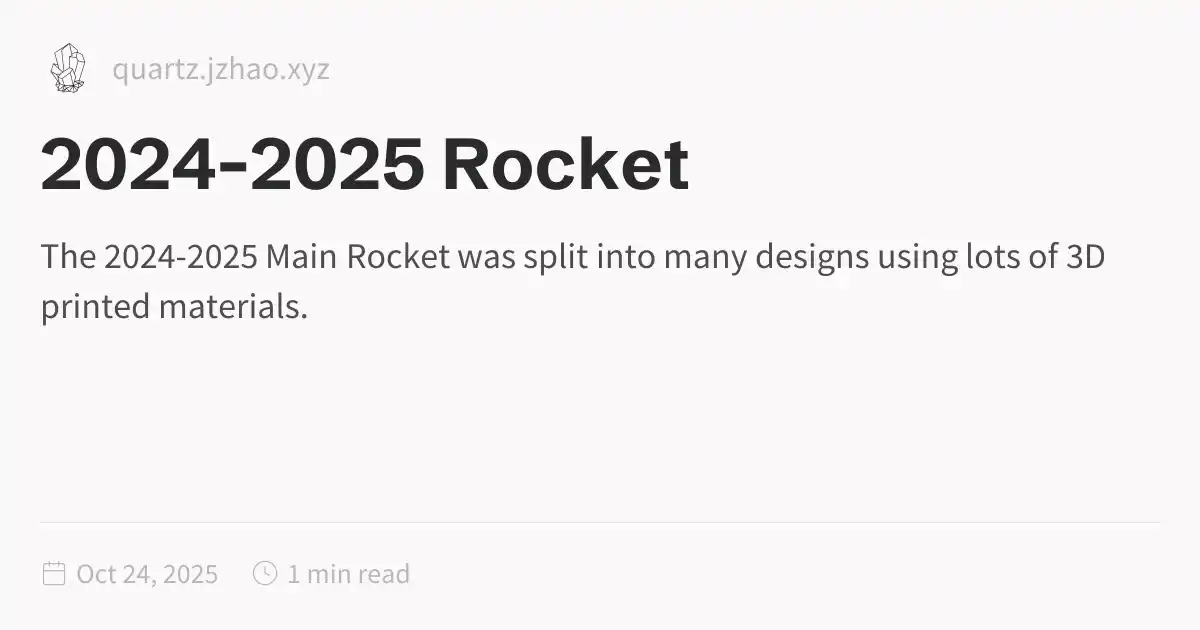 quartz.jzhao.xyz
2024-2025 Rocket
The 2024-2025 Main Rocket was split into many designs using lots of 3D
printed materials.
Oct 24, 2025 1 min read